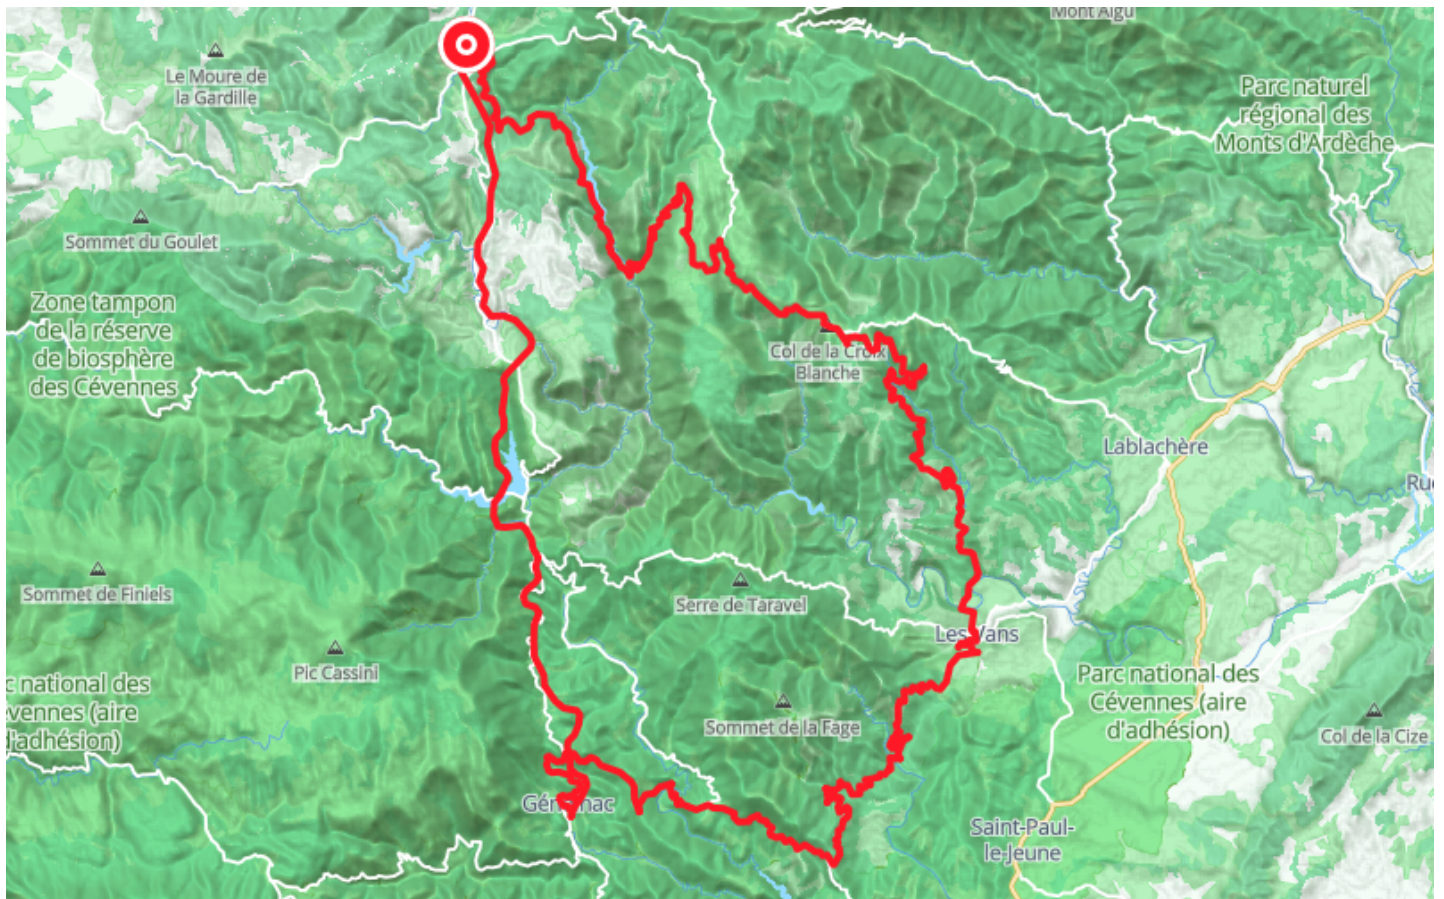 Mont Aigu
Le Moure de
la Gardille
Parc naturel
régional des
Monts d'Ardèche
Sommet du Goulet
Zone tampon
de la réserve
de biosphère
des Cévennes
Col de la Croix
Blanche
Lablachère
Ru
Sommet de Finiels
Serre de Taravel
Les Vans
Pic Cassini
c national des
évennes (aire
d'adhésion)
Parc national des
Cévennes (aire
d'adhésion)
Sommet de la Fage
Col de la Cize
Saint-Paul-
le-Jeune